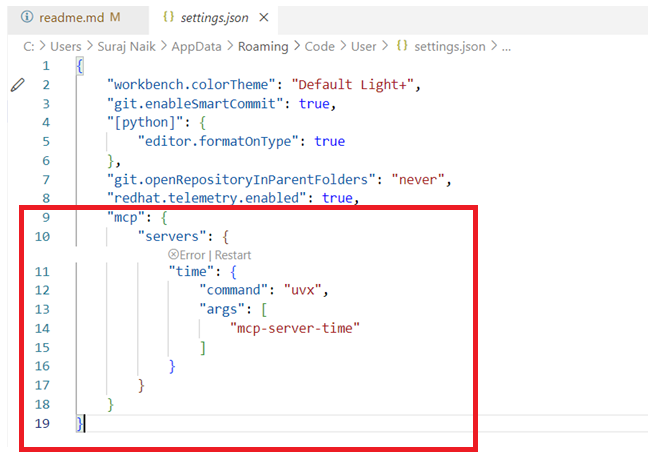 readme.md M settings.json ×
C: > Users > Suraj Naik > AppData > Roaming > Code > User > {} settings.json > ...
1 {
2 "workbench.colorTheme": "Default Light+",
3 "git.enableSmartCommit": true,
4 "[python]": {
5 "editor.formatOnType": true
6 },
7 "git.openRepositoryInParentFolders": "never",
8 "redhat.telemetry.enabled": true,
9 "mcp": {
10 "servers": {
Error | Restart
11 "time": {
12 "command": "uvx",
13 "args": [
14 "mcp-server-time"
15 ]
16 }
17 }
18 }
19 }